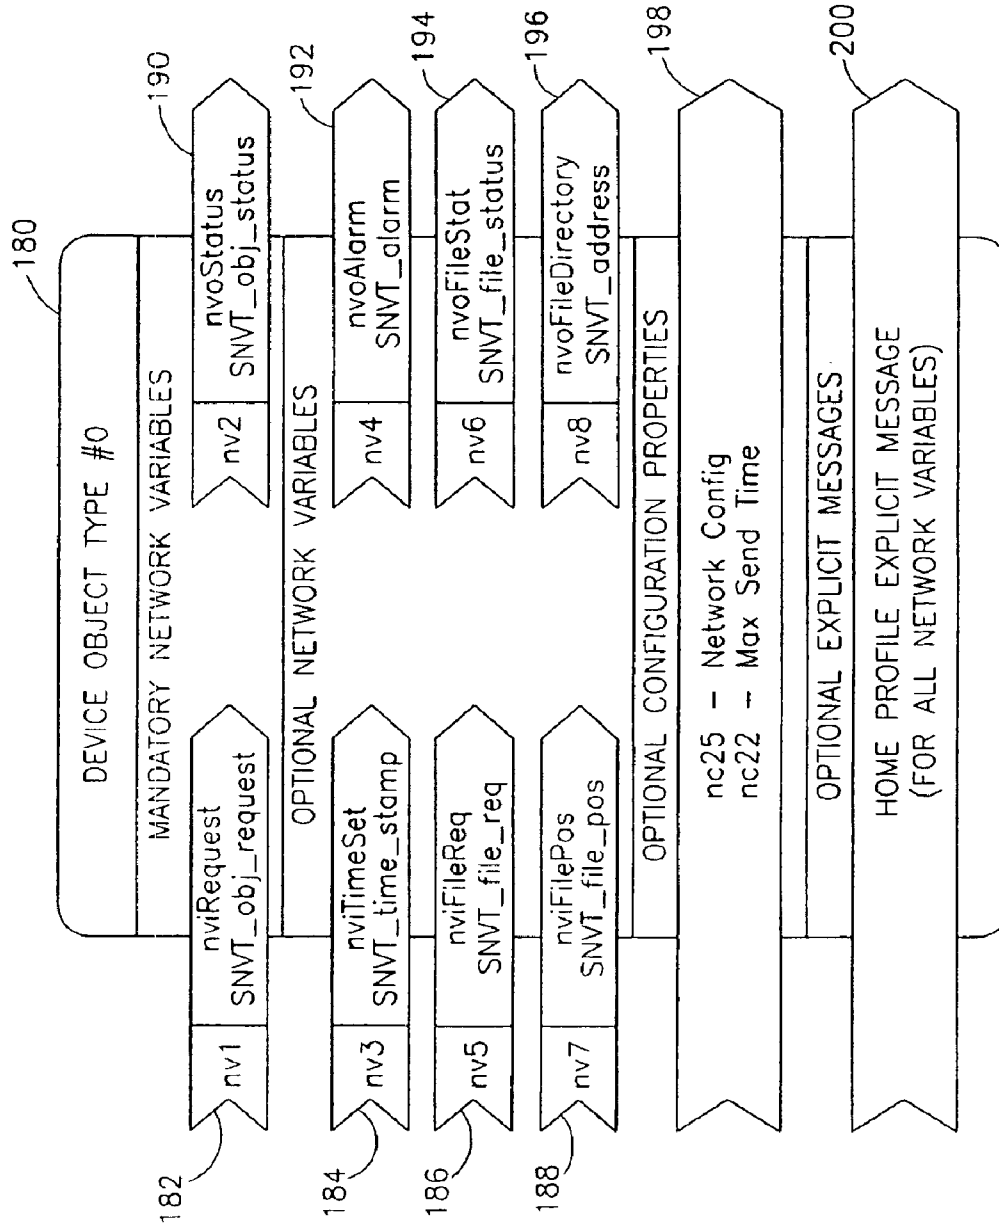 180
DEVICE OBJECT TYPE #0
MANDATORY NETWORK VARIABLES
182
nv1
nviRequest
SNVT_obj_request
nv2
nvoStatus
SNVT_obj_status
190
OPTIONAL NETWORK VARIABLES
184
nv3
nviTimeSet
SNVT_time_stamp
nv4
nvoAlarm
SNVT_alarm
192
186
nv5
nviFileReq
SNVT_file_req
nv6
nvoFileStat
SNVT_file_status
194
188
nv7
nviFilePos
SNVT_file_pos
nv8
nvoFileDirectory
SNVT_address
196
OPTIONAL CONFIGURATION PROPERTIES
nc25 - Network Config
nc22 - Max Send Time
198
OPTIONAL EXPLICIT MESSAGES
HOME PROFILE EXPLICIT MESSAGE
(FOR ALL NETWORK VARIABLES)
200